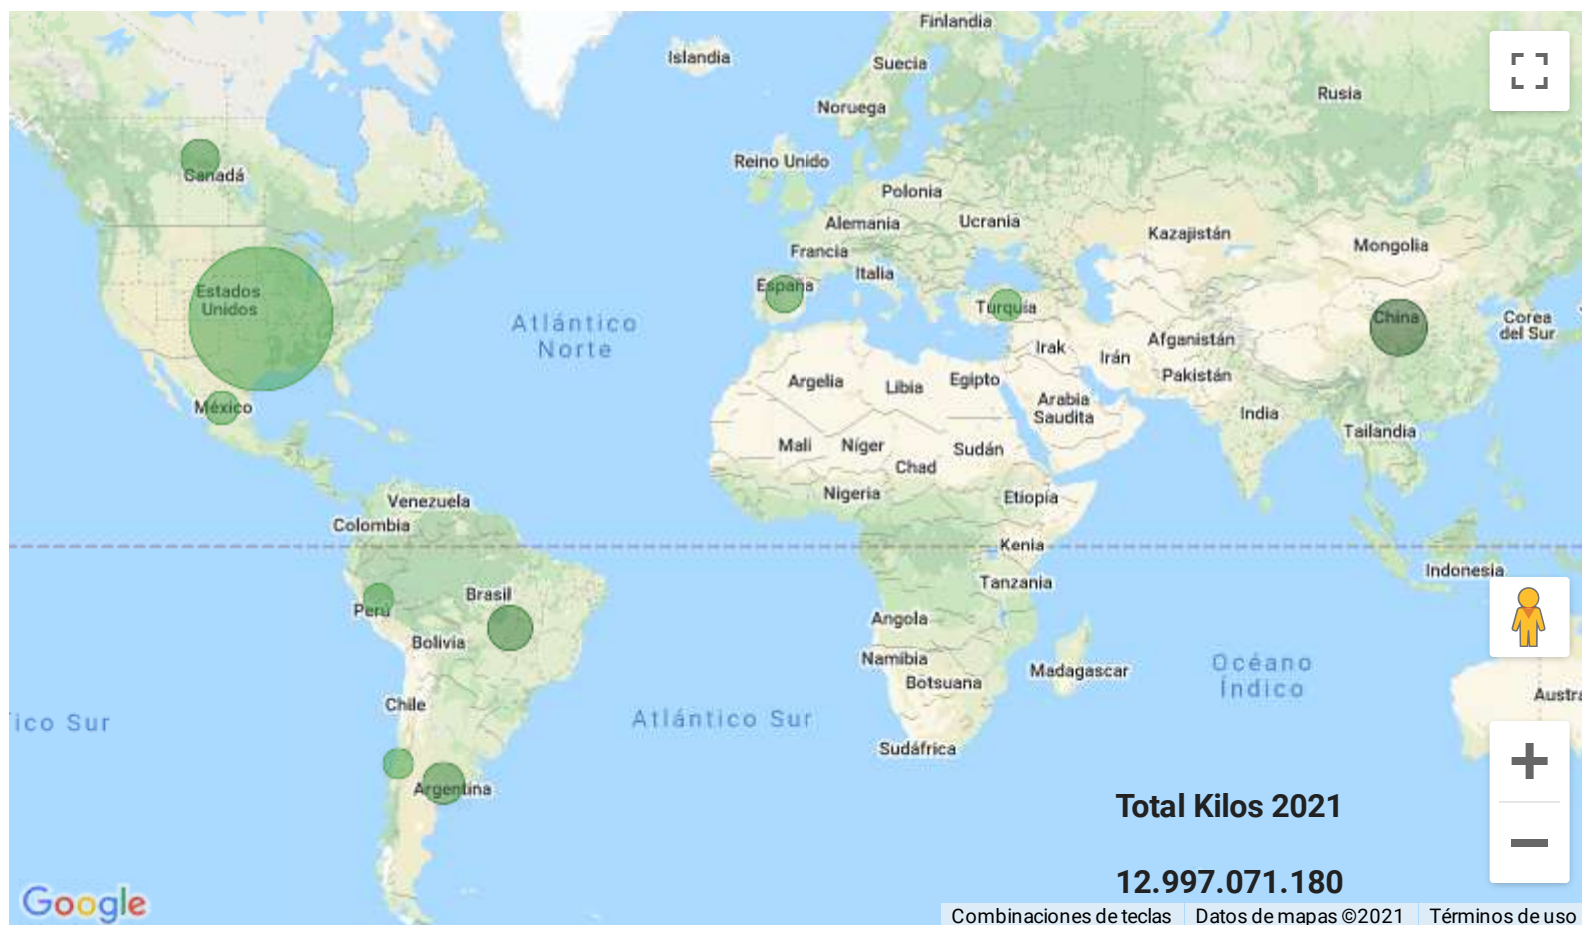 Finlandia
Islandia
Suecia
Rusia
Noruega
Reino Unido
Canadá
Polonia
Alemania
Ucrania
Kazajistán
Mongolia
Francia
Italia
España
Estados
Unidos
Turquía
China
Corea
del Sur
Atlántico
Norte
Irak
Irán
Afganistán
Pakistán
Argelia
Libia
Egipto
Arabia
Saudita
India
México
Tailandia
Malí
Níger
Sudán
Chad
Nigeria
Etiopía
Venezuela
Colombia
Kenia
Indonesia
Tanzania
Perú
Brasil
Bolivia
Angola
Namibia
Botsuana
Madagascar
Océano
Índico
Chile
Austra
ico Sur
Atlántico Sur
Sudáfrica
Argentina
Total Kilos 2021
12.997.071.180
Google
Combinaciones de teclas
Datos de mapas ©2021
Términos de uso